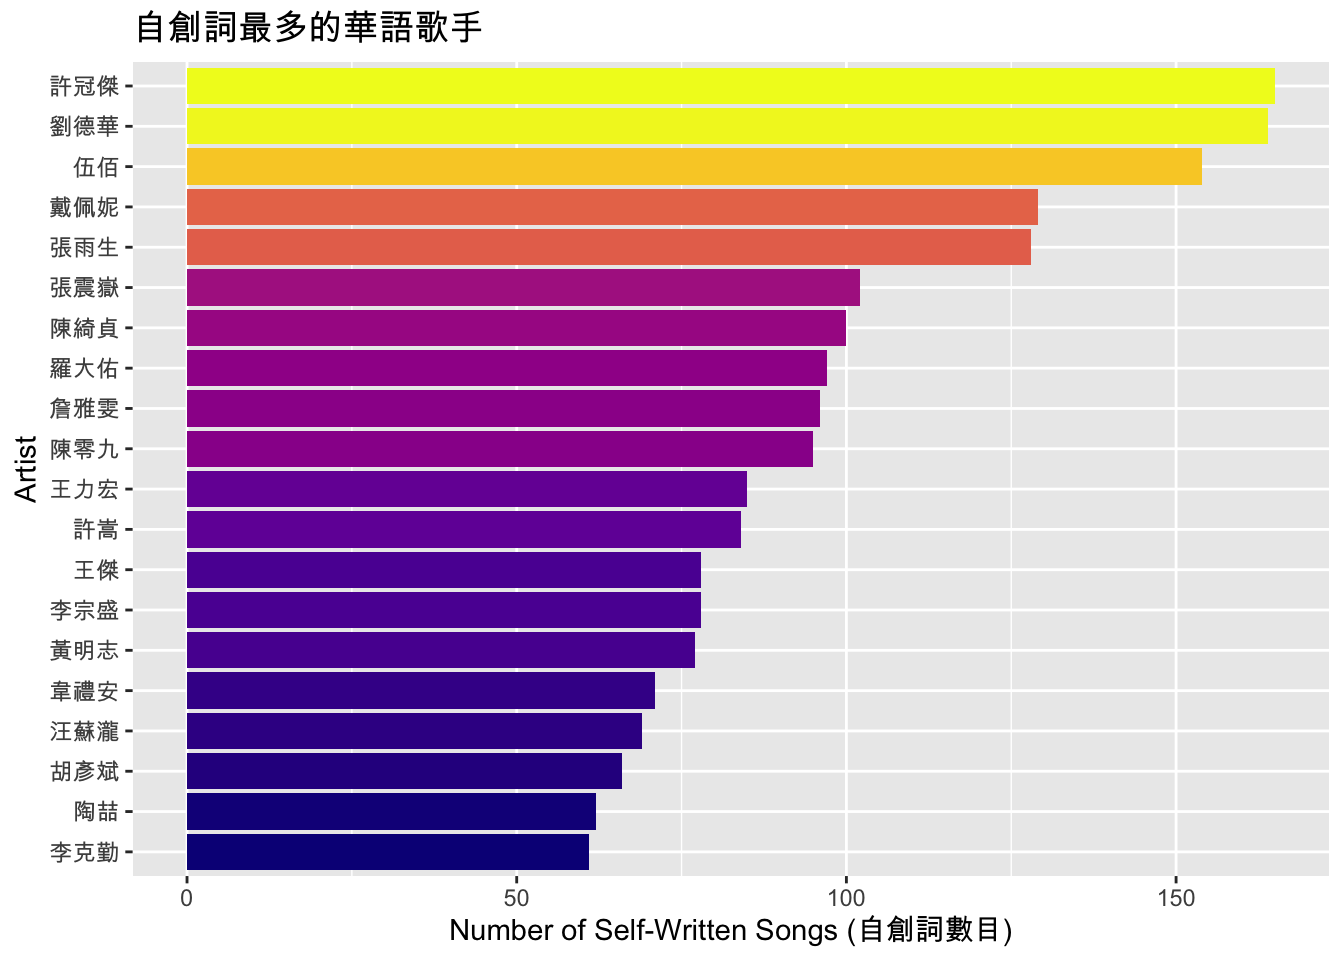 自創詞最多的華語歌手
許冠傑
劉德華
伍佰
戴佩妮
張雨生
張震嶽
陳綺貞
羅大佑
詹雅雯
陳零九
王力宏
許嵩
王傑
李宗盛
黃明志
韋禮安
汪蘇瀧
胡彥斌
陶喆
李克勤
Artist
0 50 100 150
Number of Self-Written Songs (自創詞數目)